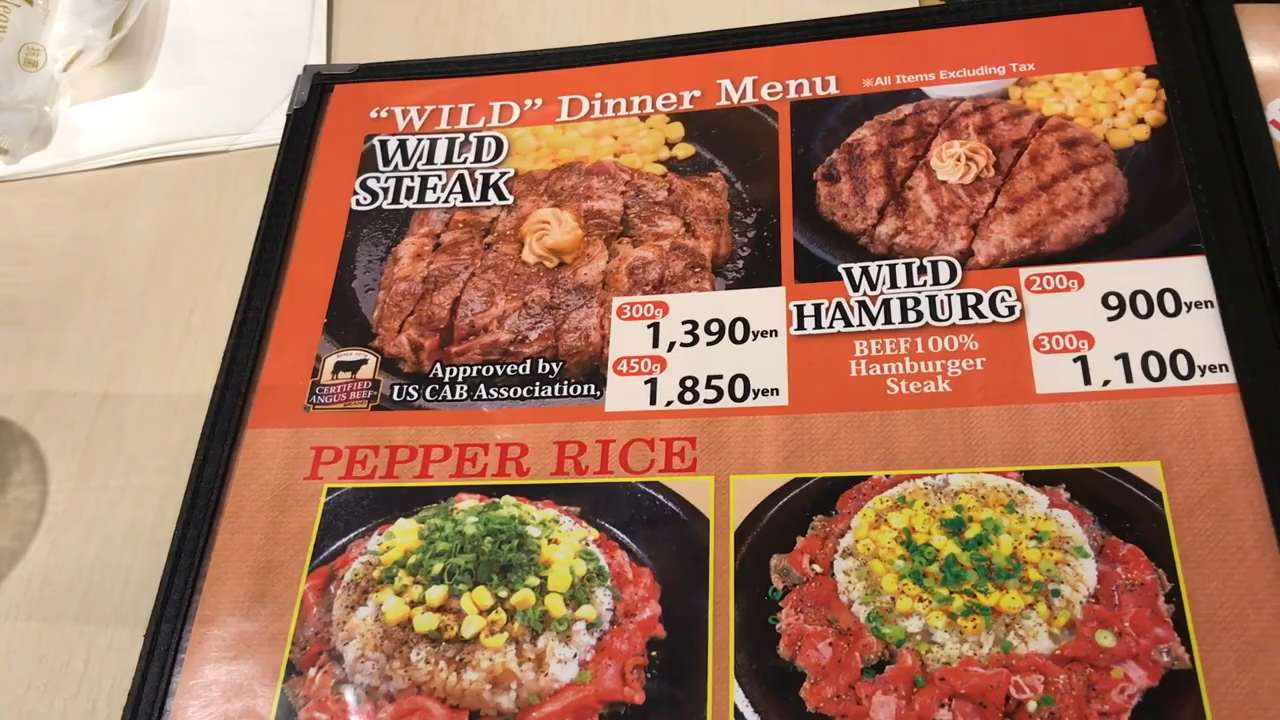 "WILD" Dinner Menu
※All Items Excluding Tax
WILD
STEAK
300g
1,390yen
450g
1,850yen
CERTIFIED
ANGUS BEEF
Approved by
US CAB Association,
WILD
HAMBURG
BEEF100%
Hamburger
Steak
200g
900yen
300g
1,100yen
PEPPER RICE